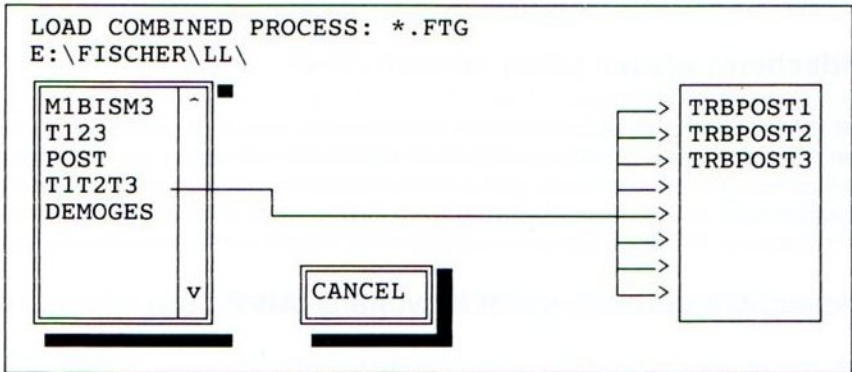 LOAD COMBINED PROCESS: *.FTG
E:\FISCHER\LL\
M1BISM3
T123
POST
T1T2T3
DEMOGES
^
v
CANCEL
> TRBPOST1
> TRBPOST2
> TRBPOST3
>
>
>
>
>